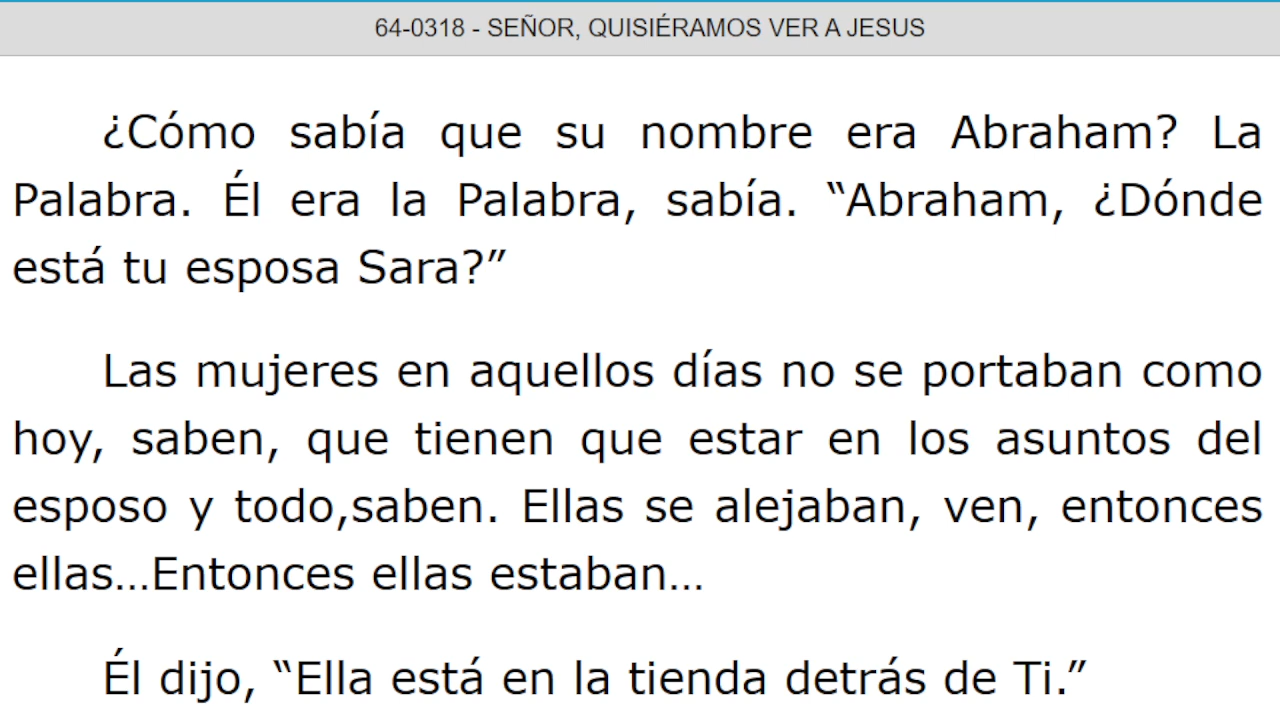 64-0318 - SEÑOR, QUISIÉRAMOS VER A JESUS
¿Cómo sabía que su nombre era Abraham? La
Palabra. Él era la Palabra, sabía. “Abraham, ¿Dónde
está tu esposa Sara?”
Las mujeres en aquellos días no se portaban como
hoy, saben, que tienen que estar en los asuntos del
esposo y todo,saben. Ellas se alejaban, ven, entonces
ellas...Entonces ellas estaban...
Él dijo, “Ella está en la tienda detrás de Ti.”